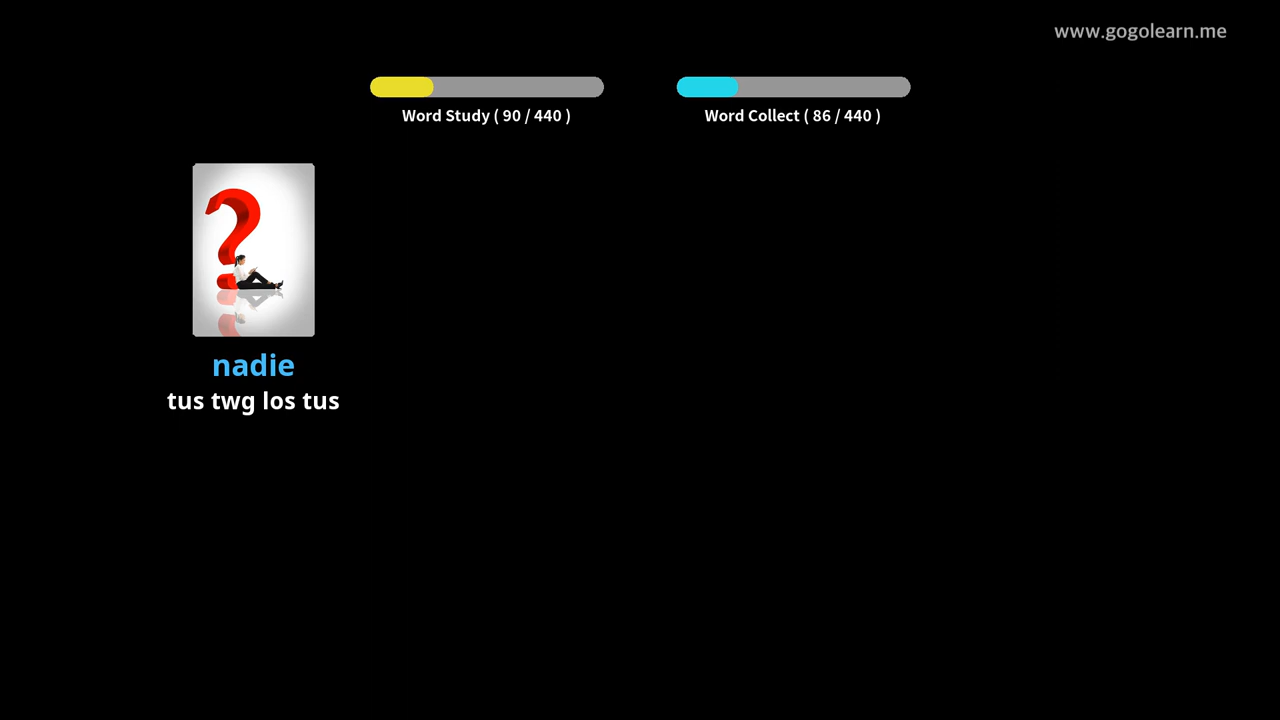 www.gogolearn.me
Word Study ( 90 / 440 )
Word Collect ( 86 / 440 )
nadie
tus twg los tus